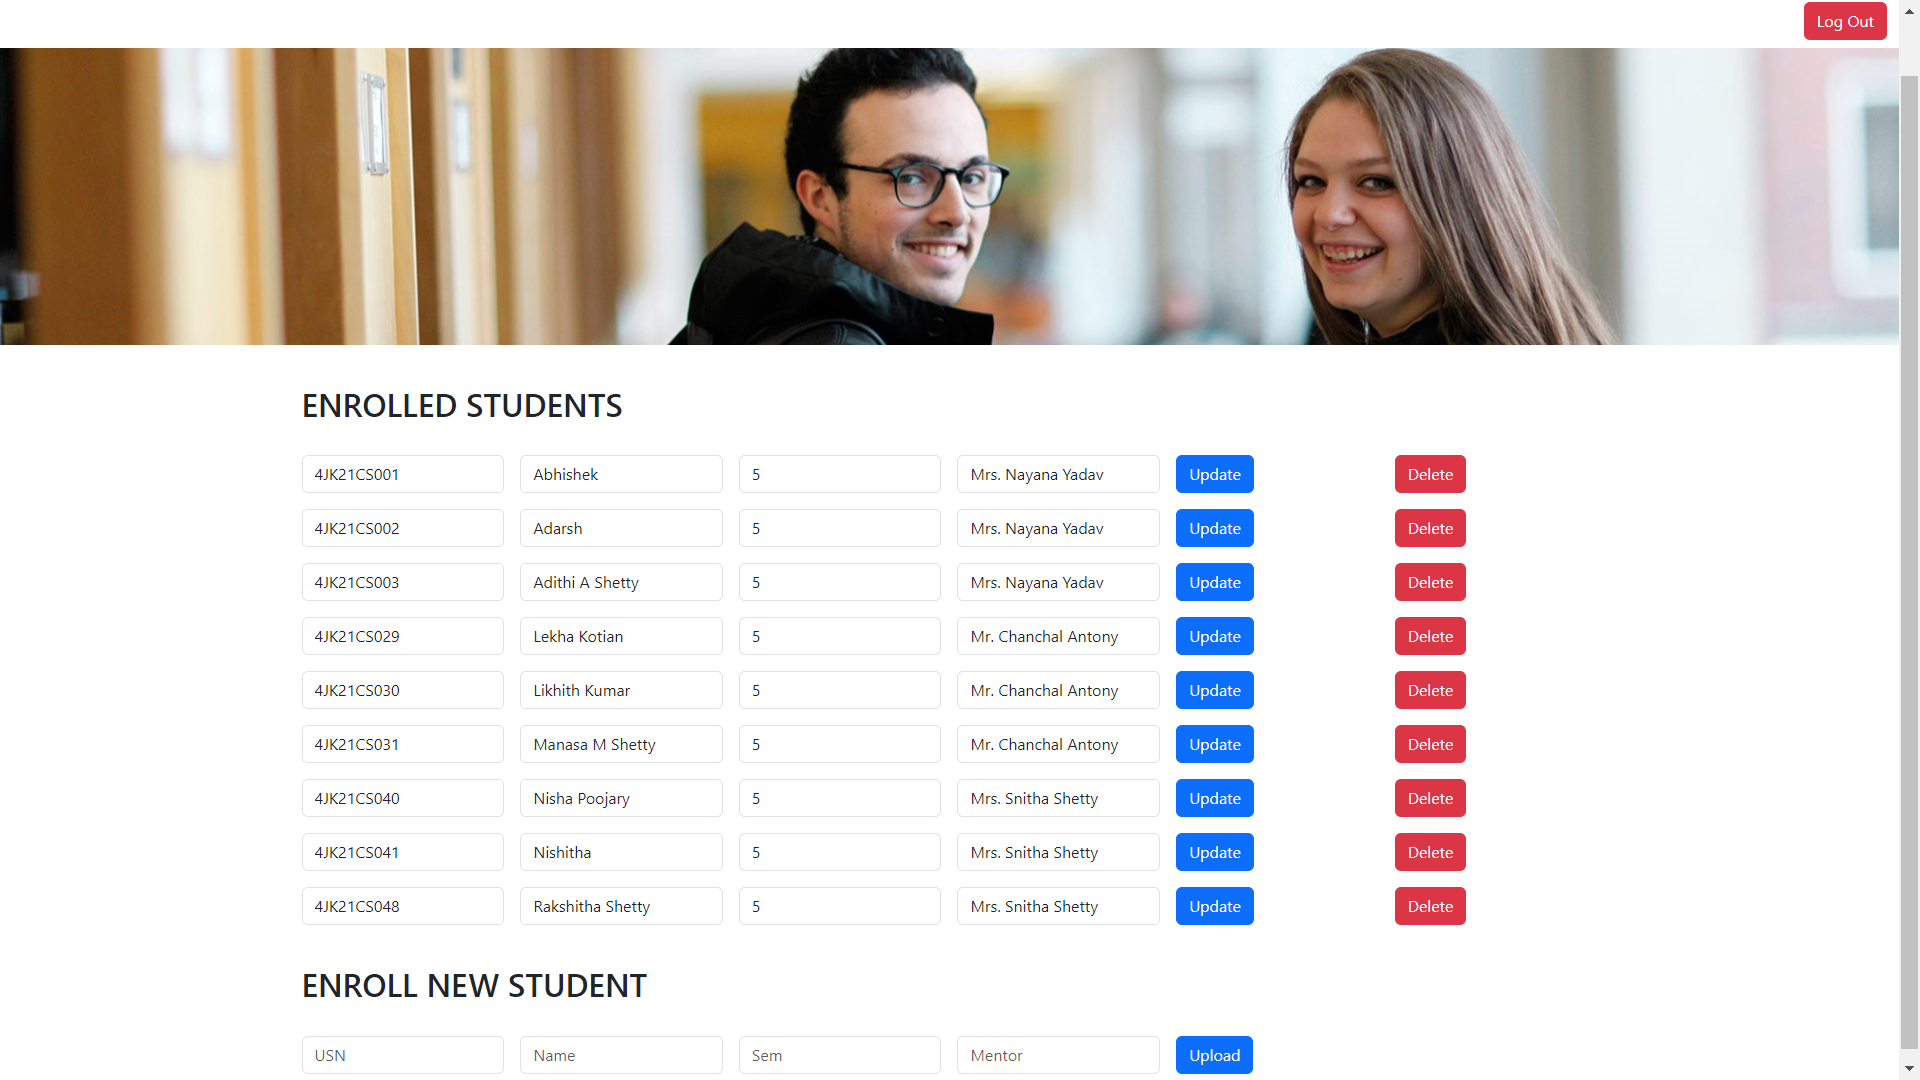 Log Out
ENROLLED STUDENTS
4JK21CS001 Abhishek 5 Mrs. Nayana Yadav Update Delete
4JK21CS002 Adarsh 5 Mrs. Nayana Yadav Update Delete
4JK21CS003 Adithi A Shetty 5 Mrs. Nayana Yadav Update Delete
4JK21CS029 Lekha Kotian 5 Mr. Chanchal Antony Update Delete
4JK21CS030 Likhith Kumar 5 Mr. Chanchal Antony Update Delete
4JK21CS031 Manasa M Shetty 5 Mr. Chanchal Antony Update Delete
4JK21CS040 Nisha Poojary 5 Mrs. Snitha Shetty Update Delete
4JK21CS041 Nishitha 5 Mrs. Snitha Shetty Update Delete
4JK21CS048 Rakshitha Shetty 5 Mrs. Snitha Shetty Update Delete
ENROLL NEW STUDENT
USN Name Sem Mentor Upload